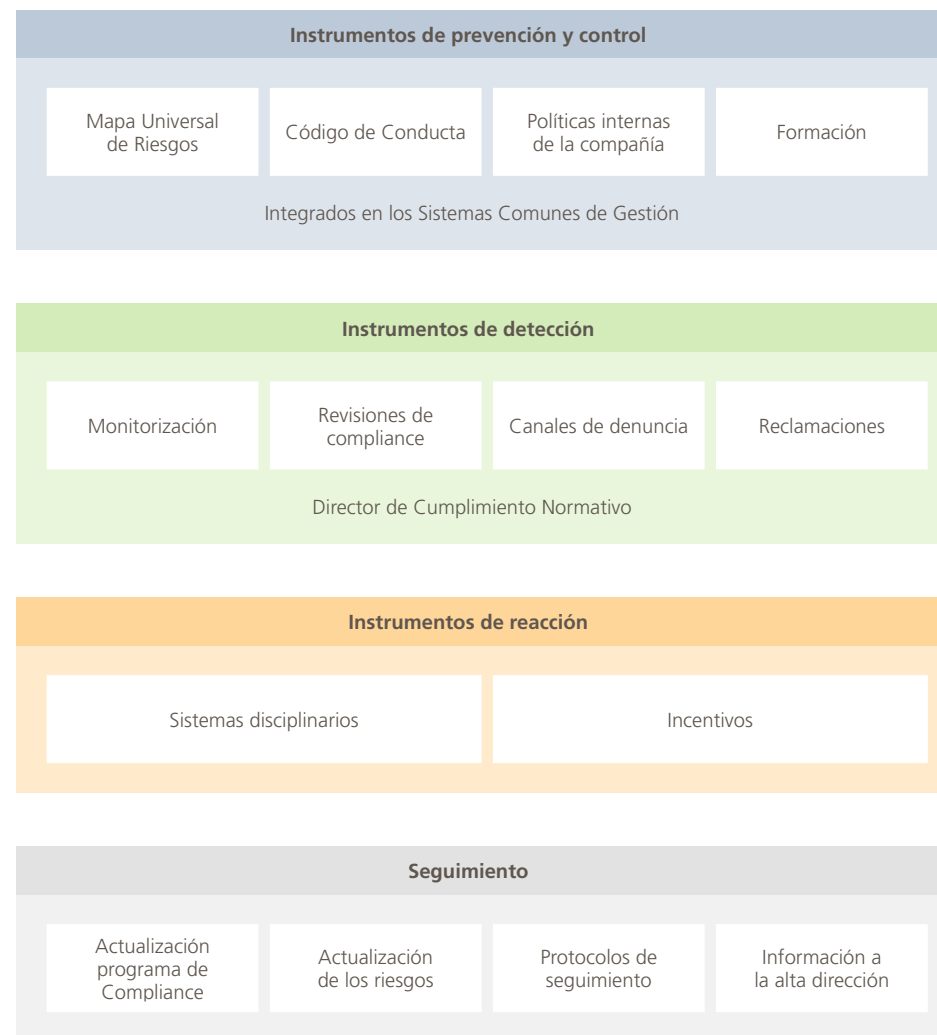 Instrumentos de prevención y control
Mapa Universal
de Riesgos
Código de Conducta
Políticas internas
de la compañía
Formación
Integrados en los Sistemas Comunes de Gestión
Instrumentos de detección
Monitorización
Revisiones de
compliance
Canales de denuncia
Reclamaciones
Director de Cumplimiento Normativo
Instrumentos de reacción
Sistemas disciplinarios
Incentivos
Seguimiento
Actualización
programa de
Compliance
Actualización
de los riesgos
Protocolos de
seguimiento
Información a
la alta dirección